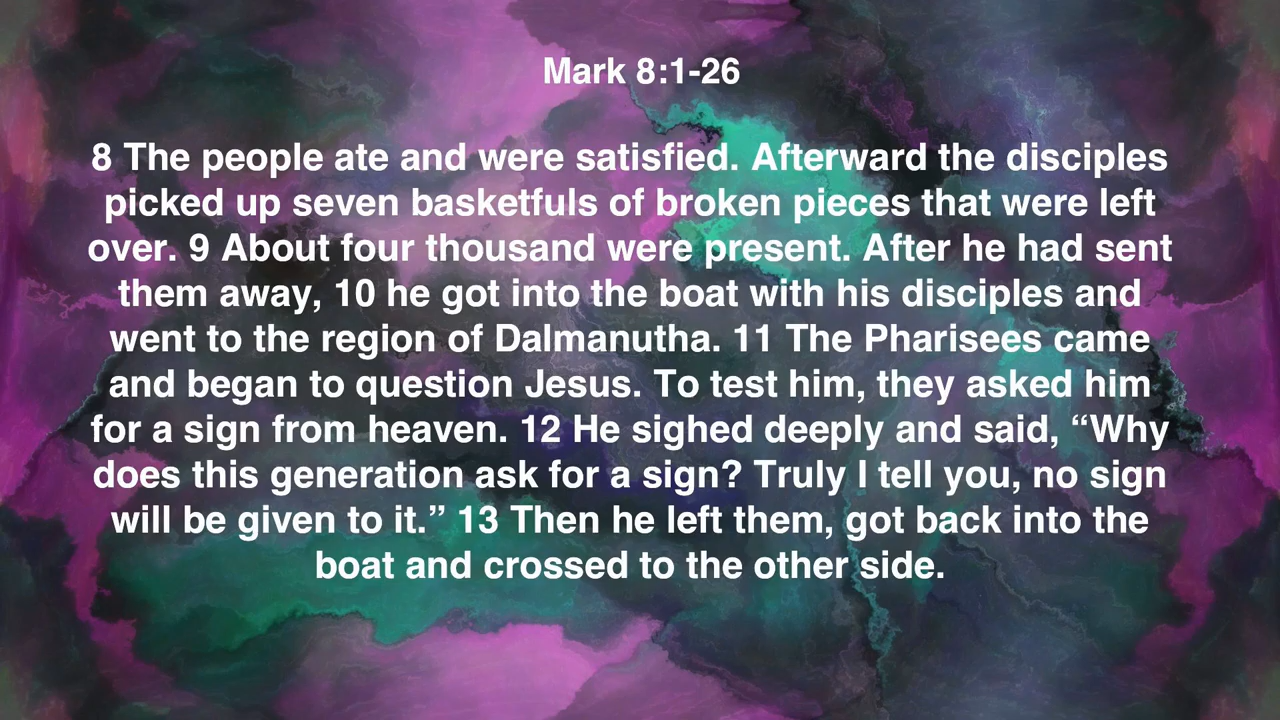 Mark 8:1-26
8 The people ate and were satisfied. Afterward the disciples
picked up seven basketfuls of broken pieces that were left
over. 9 About four thousand were present. After he had sent
them away, 10 he got into the boat with his disciples and
went to the region of Dalmanutha. 11 The Pharisees came
and began to question Jesus. To test him, they asked him
for a sign from heaven. 12 He sighed deeply and said, “Why
does this generation ask for a sign? Truly I tell you, no sign
will be given to it.” 13 Then he left them, got back into the
boat and crossed to the other side.